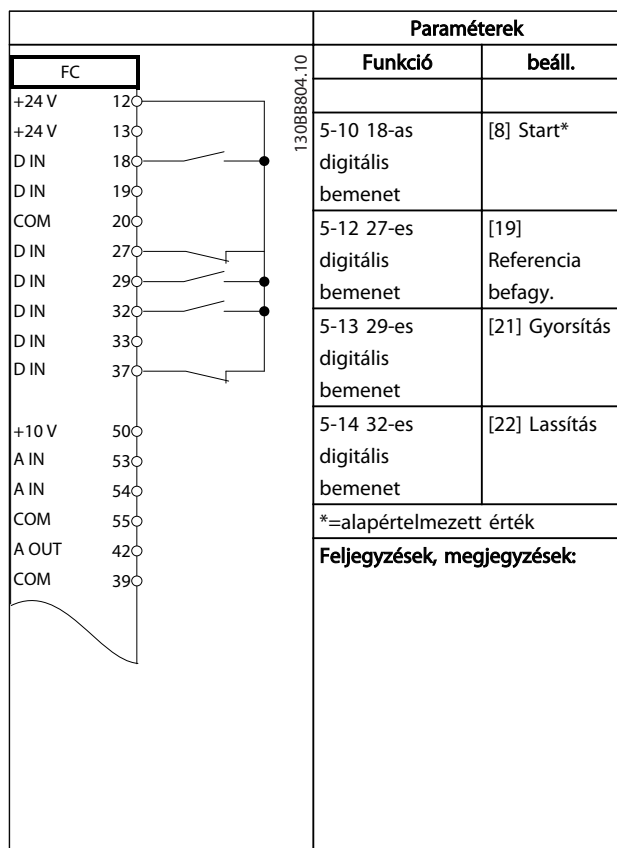 FC
+24 V 12
+24 V 13
D IN 18
D IN 19
COM 20
D IN 27
D IN 29
D IN 32
D IN 33
D IN 37
+10 V 50
A IN 53
A IN 54
COM 55
A OUT 42
COM 39
130BB804.10
Paraméterek
Funkció beáll.
5-10 18-as [8] Start*
digitális
bemenet
5-12 27-es [19]
digitális Referencia
bemenet befagy.
5-13 29-es [21] Gyorsítás
digitális
bemenet
5-14 32-es [22] Lassítás
digitális
bemenet
*=alapértelmezett érték
Feljegyzések, megjegyzések: